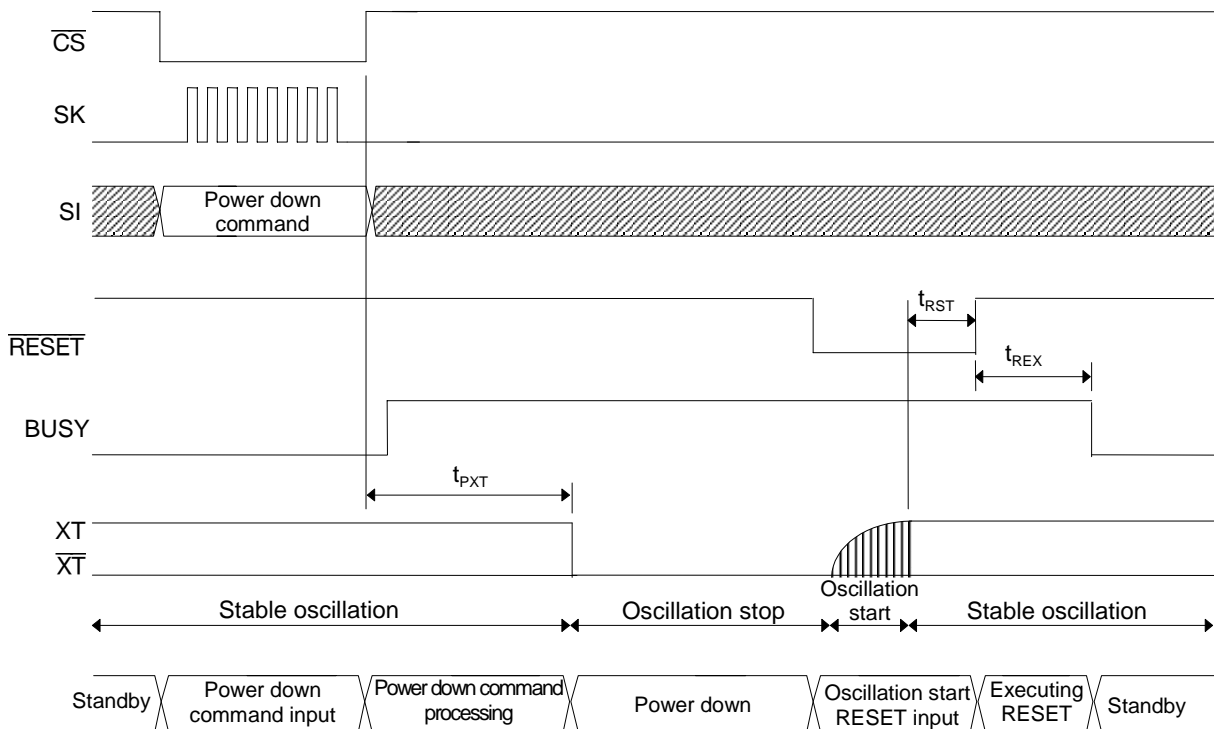 CS
SK
SI
Power down
command
RESET
tRST
tREX
BUSY
tPXT
XT
XT
Stable oscillation
Oscillation stop
Oscillation
start
Stable oscillation
Standby
Power down
command input
Power down command
processing
Power down
Oscillation start
RESET input
Executing
RESET
Standby